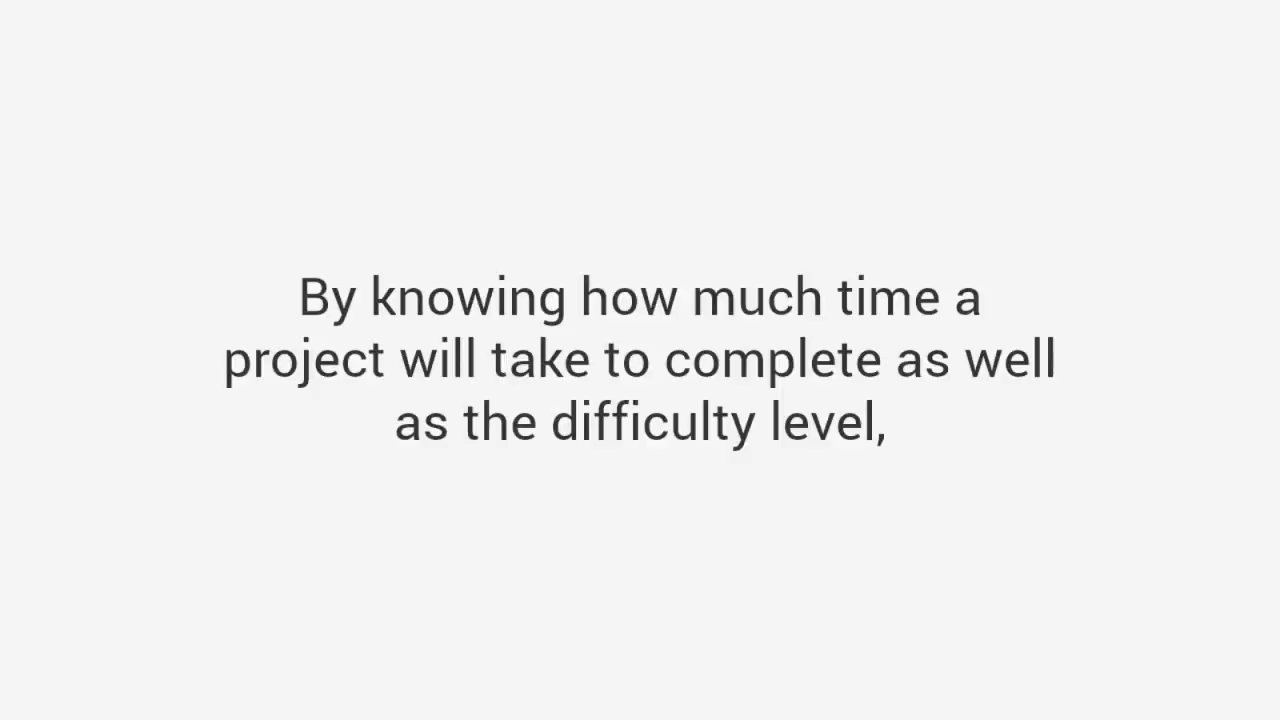 By knowing how much time a
project will take to complete as well
as the difficulty level,